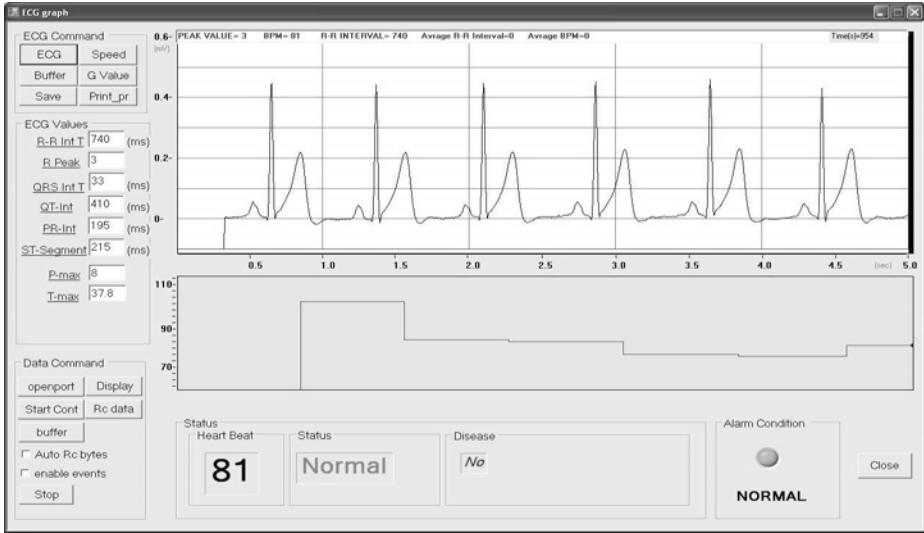 ECG graph
ECG Command
ECG Speed
Buffer G Value
Save Print_pr
ECG Values
R-R Int T 740 (ms)
R Peak 3
QRS Int T 33 (ms)
QT-Int 410 (ms)
PR-Int 195 (ms)
ST-Segment 215 (ms)
P-max 8
T-max 37.8
Data Command
openport Display
Start Cont Rc data
buffer
Auto Rc bytes
enable events
Stop
PEAK VALUE= 3 BPM= 81 R-R INTERVAL= 740 Avrage R-R Interval=0 Avrage BPM=0 Time(s)=954
0.6-
(mV)
0.4-
0.2-
0-
0.5 1.0 1.5 2.0 2.5 3.0 3.5 4.0 4.5 (sec) 5.0
110-
90-
70-
Status
Heart Beat
81
Status
Normal
Disease
No
Alarm Condition
NORMAL
Close